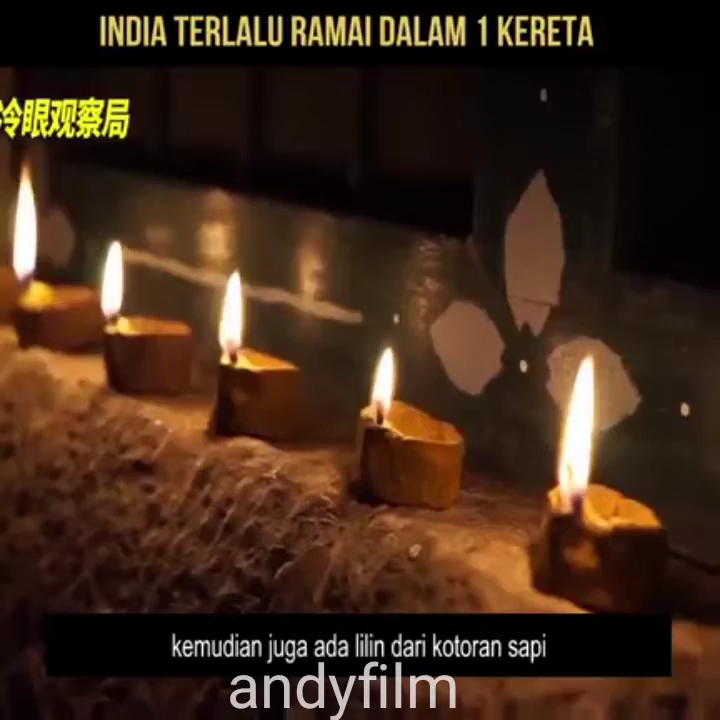 INDIA TERLALU RAMAI DALAM 1 KERETA
冷眼观察局
kemudian juga ada lilin dari kotoran sapi
andyfilm